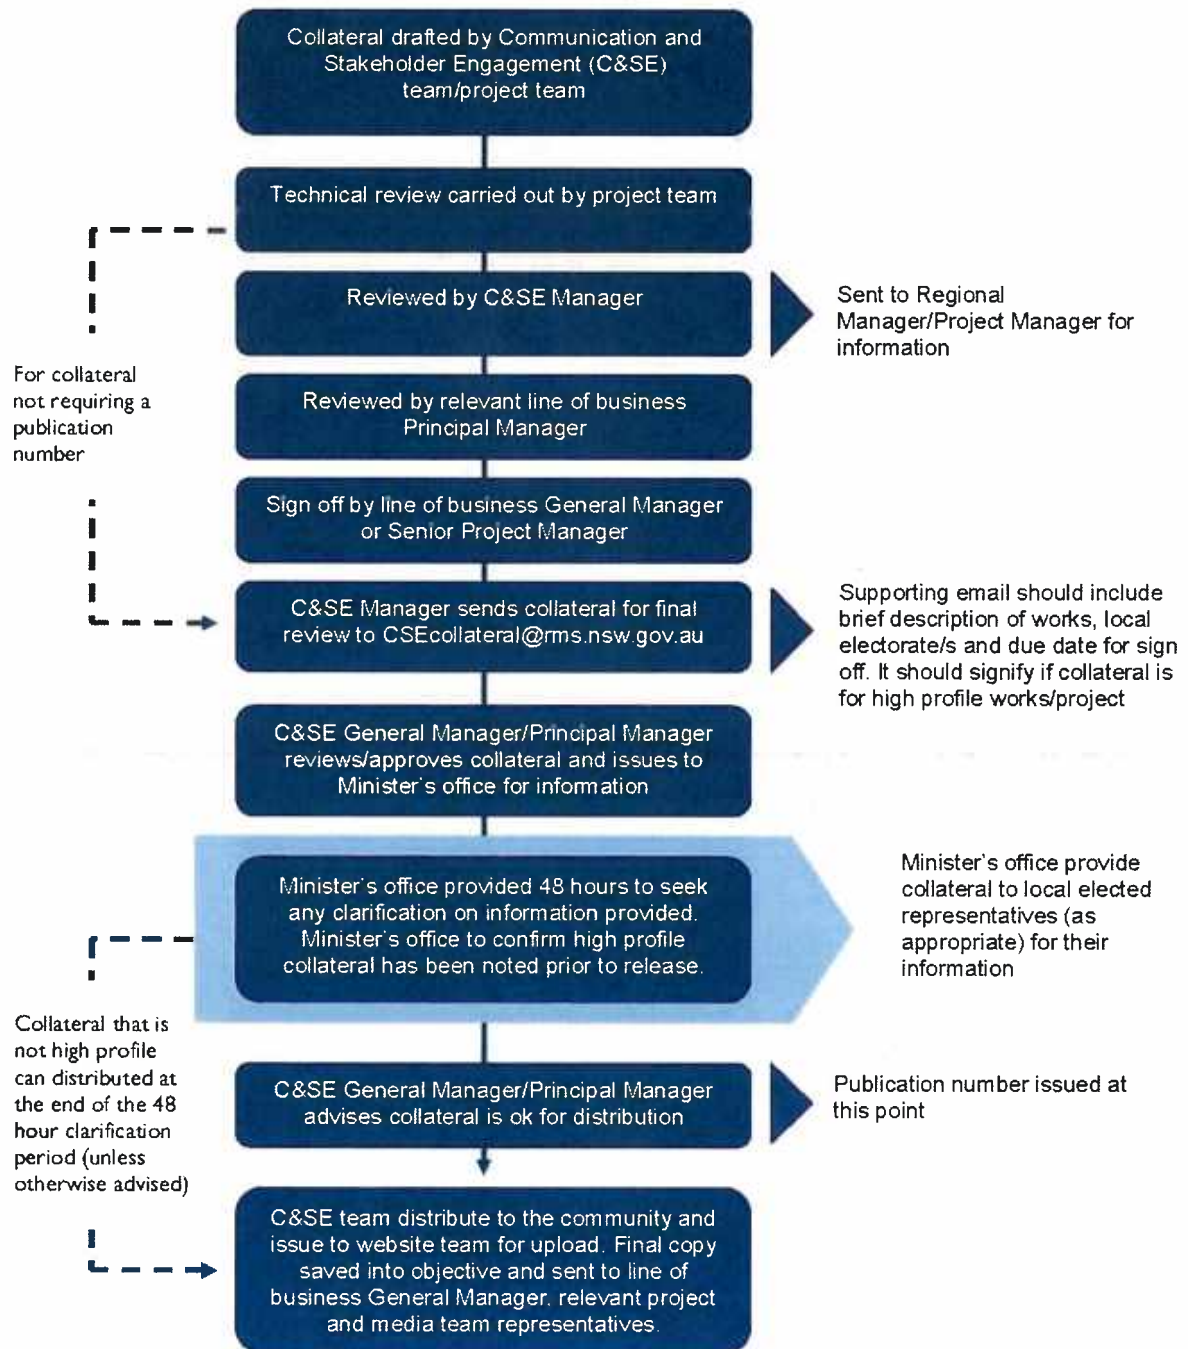 Collateral drafted by Communication and
Stakeholder Engagement (C&SE)
team/project team
Technical review carried out by project team
Reviewed by C&SE Manager
Sent to Regional
Manager/Project Manager for
information
For collateral
not requiring a
publication
number
Reviewed by relevant line of business
Principal Manager
Sign off by line of business General Manager
or Senior Project Manager
C&SE Manager sends collateral for final
review to CSEcollateral@rms.nsw.gov.au
Supporting email should include
brief description of works, local
electorate/s and due date for sign
off. It should signify if collateral is
for high profile works/project
C&SE General Manager/Principal Manager
reviews/approves collateral and issues to
Minister's office for information
Minister's office provided 48 hours to seek
any clarification on information provided.
Minister's office to confirm high profile
collateral has been noted prior to release.
Minister's office provide
collateral to local elected
representatives (as
appropriate) for their
information
Collateral that is
not high profile
can distributed at
the end of the 48
hour clarification
period (unless
otherwise advised)
C&SE General Manager/Principal Manager
advises collateral is ok for distribution
Publication number issued at
this point
C&SE team distribute to the community and
issue to website team for upload. Final copy
saved into objective and sent to line of
business General Manager, relevant project
and media team representatives.